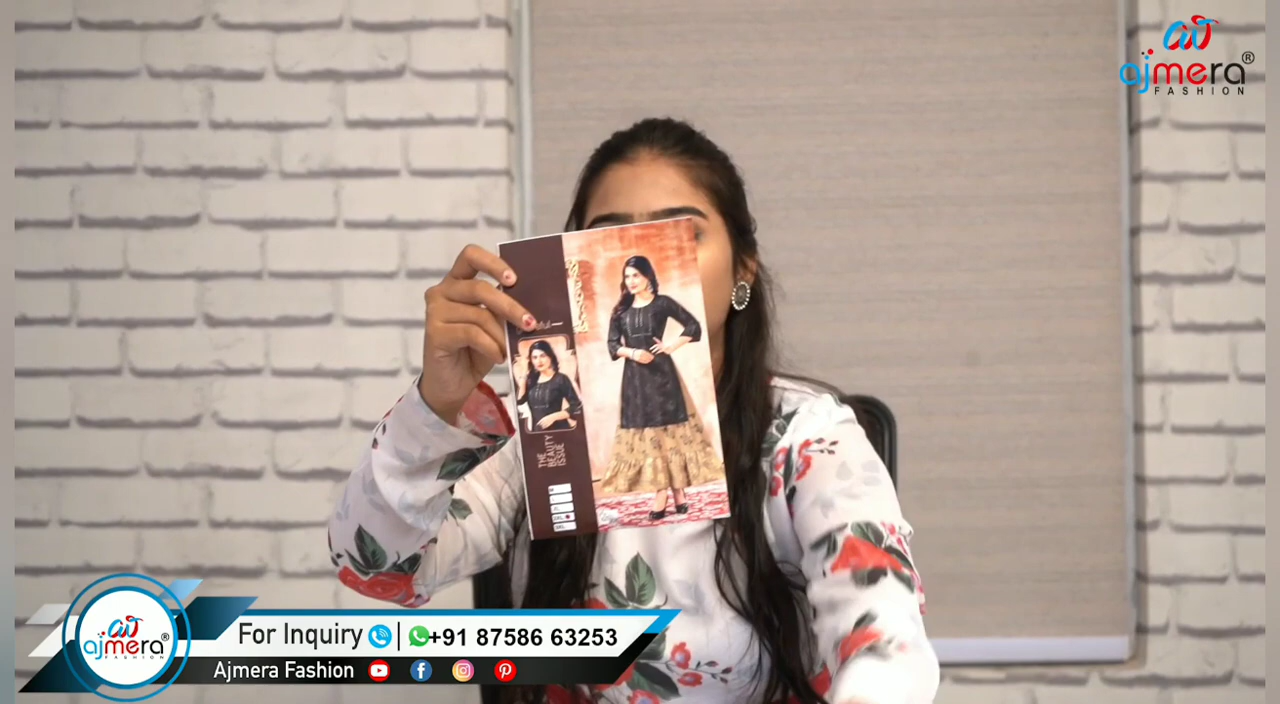 ajmera®
FASHION
THE
BEAUTY
ISSUE
For Inquiry | +91 87586 63253
Ajmera Fashion
ajmera®
FASHION